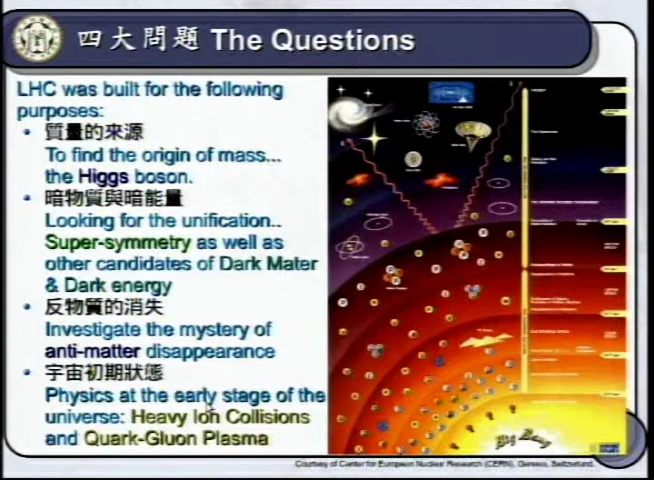 四大問題 The Questions
LHC was built for the following
purposes:
• 質量的來源
To find the origin of mass...
the Higgs boson.
• 暗物質與暗能量
Looking for the unification..
Super-symmetry as well as
other candidates of Dark Mater
& Dark energy
• 反物質的消失
Investigate the mystery of
anti-matter disappearance
• 宇宙初期狀態
Physics at the early stage of the
universe: Heavy Ion Collisions
and Quark-Gluon Plasma
Big Bang
Courtesy of Center for European Nuclear Research (CERN), Geneva, Switzerland.